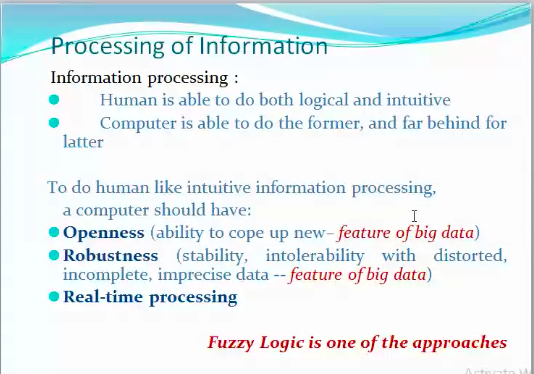 Processing of Information
Information processing :
● Human is able to do both logical and intuitive
● Computer is able to do the former, and far behind for
latter
To do human like intuitive information processing,
a computer should have:
● Openness (ability to cope up new– feature of big data)
● Robustness (stability, intolerability with distorted,
incomplete, imprecise data -- feature of big data)
● Real-time processing
Fuzzy Logic is one of the approaches